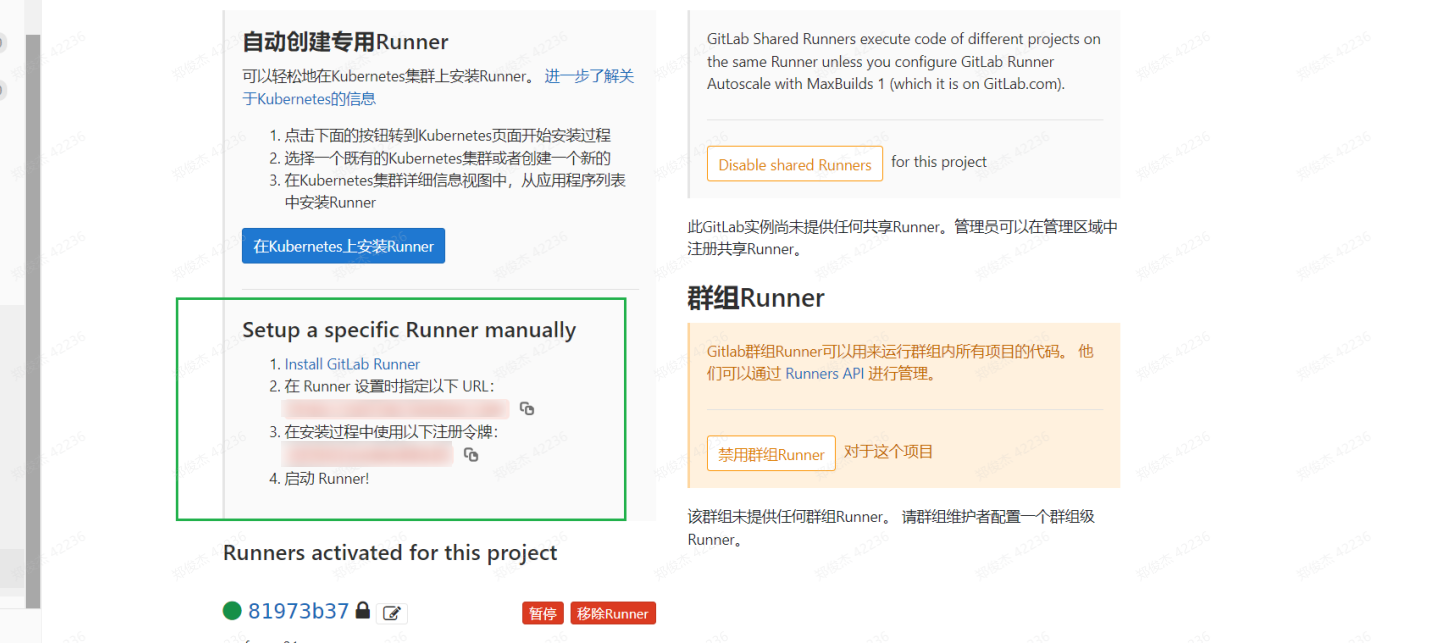 自动创建专用Runner
可以轻松地在Kubernetes集群上安装Runner。 进一步了解关
于Kubernetes的信息
1. 点击下面的按钮转到Kubernetes页面开始安装过程
2. 选择一个既有的Kubernetes集群或者创建一个新的
3. 在Kubernetes集群详细信息视图中，从应用程序列表
中安装Runner
在Kubernetes上安装Runner
Setup a specific Runner manually
1. Install GitLab Runner
2. 在 Runner 设置时指定以下 URL：
3. 在安装过程中使用以下注册令牌：
4. 启动 Runner!
Runners activated for this project
81973b37
暂停
移除Runner
GitLab Shared Runners execute code of different projects on
the same Runner unless you configure GitLab Runner
Autoscale with MaxBuilds 1 (which it is on GitLab.com).
Disable shared Runners for this project
此GitLab实例尚未提供任何共享Runner。管理员可以在管理区域中
注册共享Runner。
群组Runner
Gitlab群组Runner可以用来运行群组内所有项目的代码。 他
们可以通过 Runners API 进行管理。
禁用群组Runner 对于这个项目
该群组未提供任何群组Runner。 请群组维护者配置一个群组级
Runner。
郑俊杰 42236